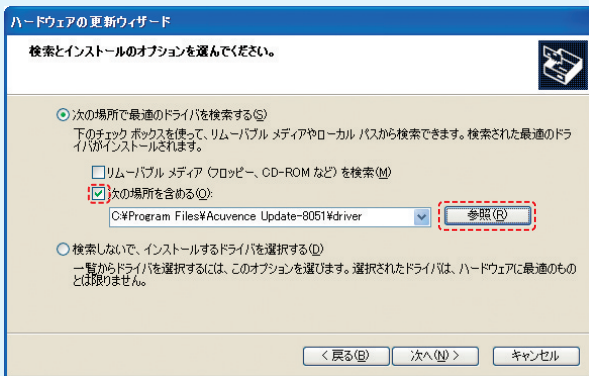 ハードウェアの更新ウィザード
検索とインストールのオプションを選んでください。
次の場所で最適のドライバを検索する(S)
下のチェック ボックスを使って、リムーバブル メディアやローカル パスから検索できます。検索された最適のドラ
イバがインストールされます。
リムーバブル メディア (フロッピー、CD-ROM など) を検索(M)
次の場所を含める(O):
C:¥Program Files¥Acuvence Update-8051¥driver
参照(R)
検索しないで、インストールするドライバを選択する(D)
一覧からドライバを選択するには、このオプションを選びます。選択されたドライバは、ハードウェアに最適のもの
とは限りません。
< 戻る(B)
次へ(N) >
キャンセル